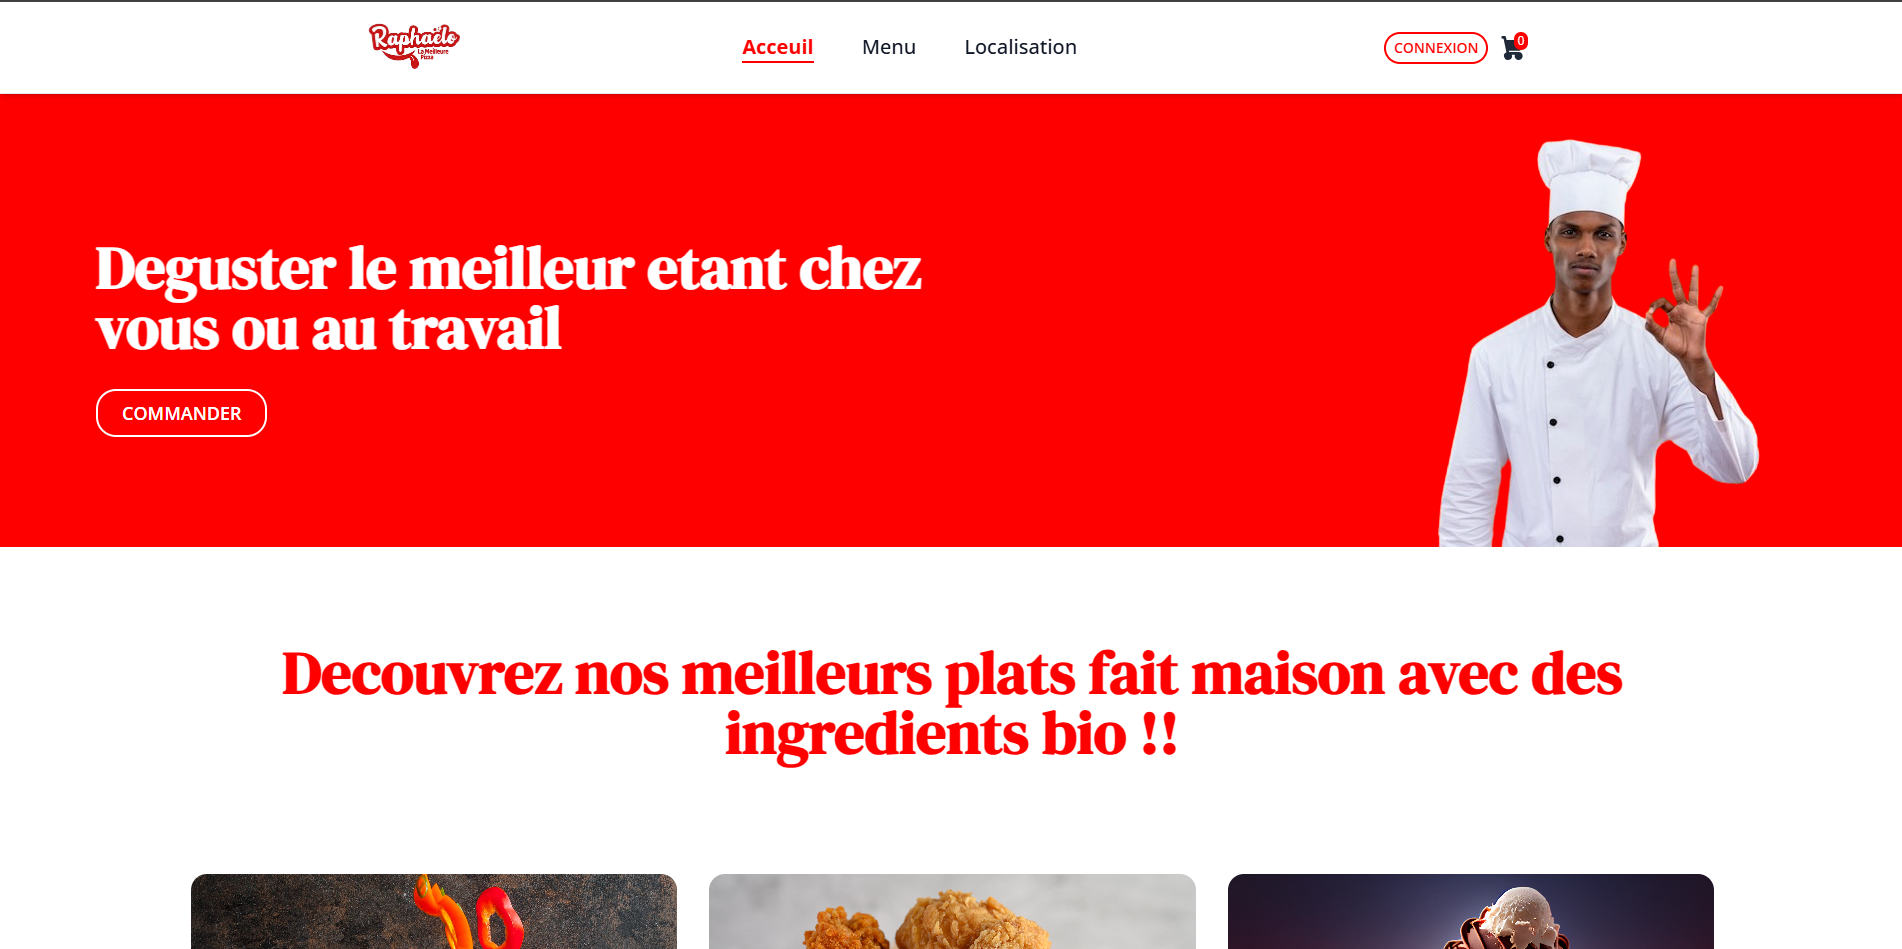 Raphaëlo
La Meilleure
Pizza
Acceuil
Menu
Localisation
CONNEXION
0
Deguster le meilleur etant chez
vous ou au travail
COMMANDER
Decouvrez nos meilleurs plats fait maison avec des
ingredients bio !!